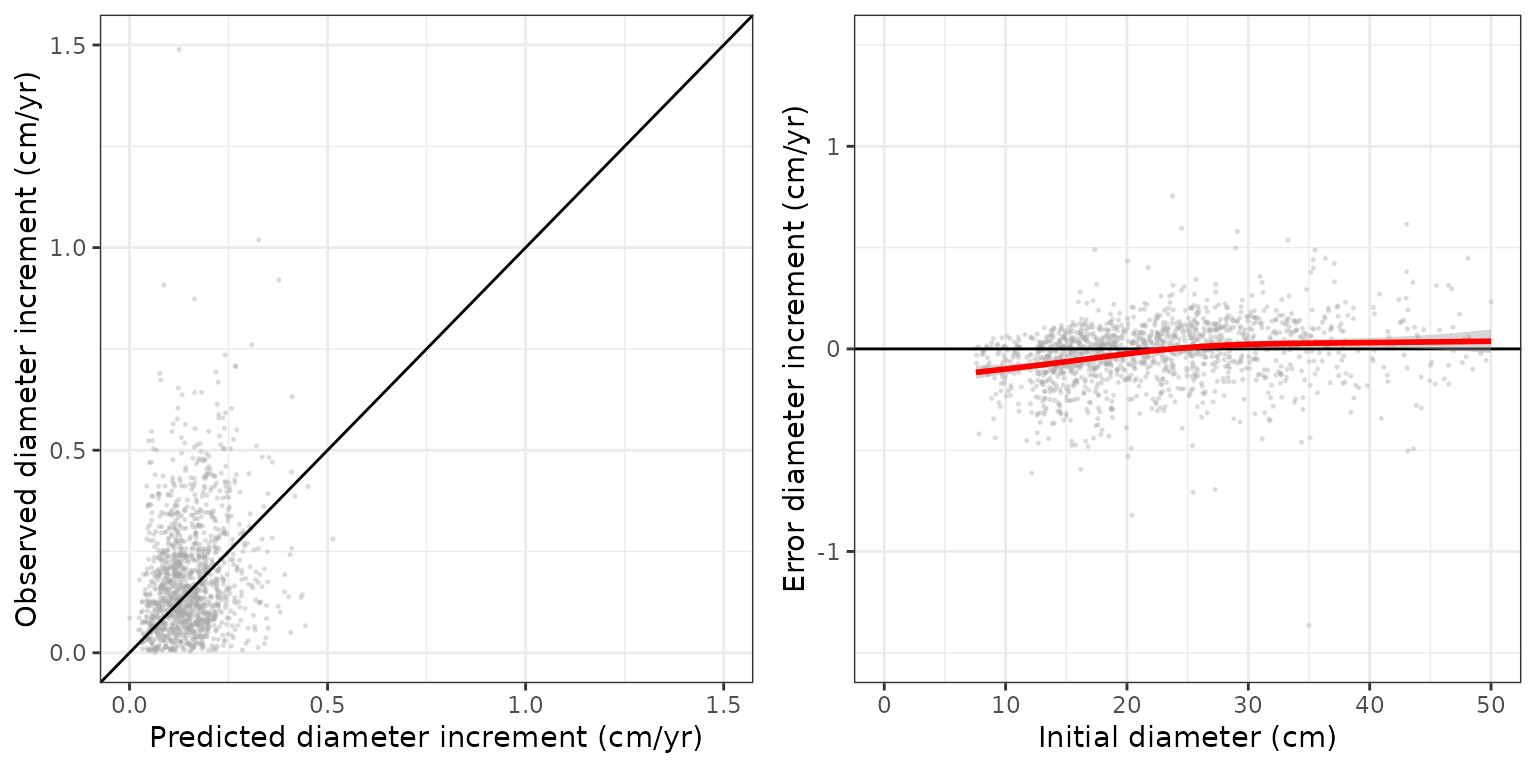 Observed diameter increment (cm/yr)
1.5
1.0
0.5
0.0
0.0 0.5 1.0 1.5
Predicted diameter increment (cm/yr)
Error diameter increment (cm/yr)
1
0
-1
0 10 20 30 40 50
Initial diameter (cm)